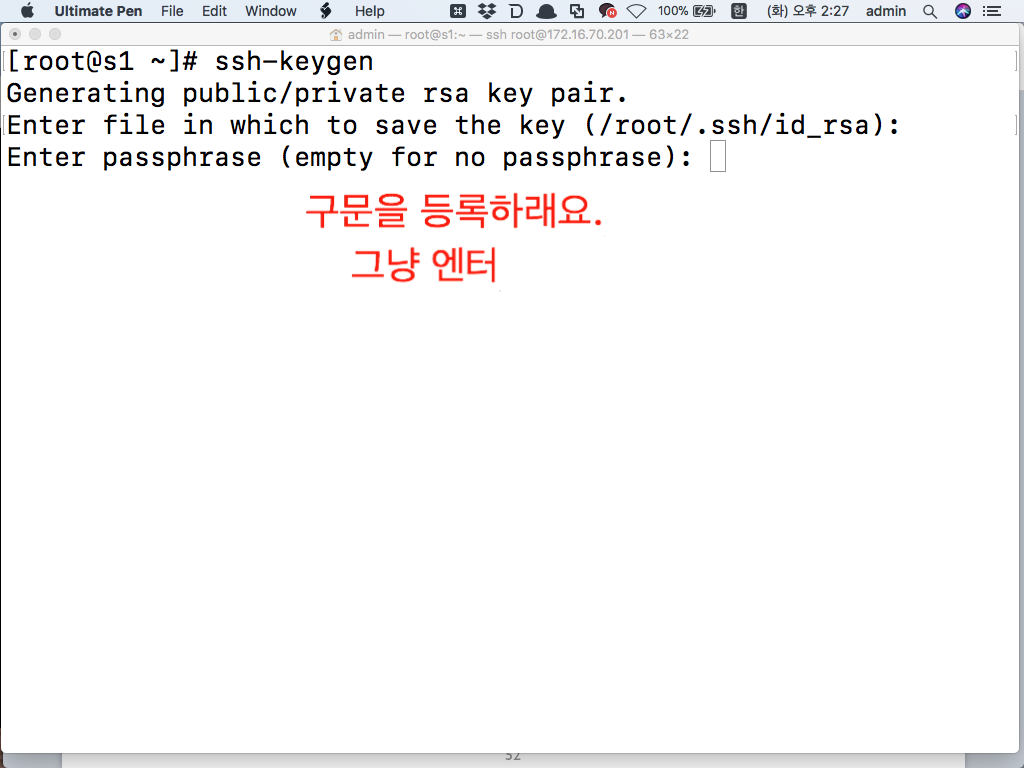 Ultimate Pen File Edit Window Help 100% 한 (화) 오후 2:27 admin
admin — root@s1:~ — ssh root@172.16.70.201 — 63×22
[root@s1 ~]# ssh-keygen
Generating public/private rsa key pair.
Enter file in which to save the key (/root/.ssh/id_rsa):
Enter passphrase (empty for no passphrase):
구문을 등록하래요.
그냥 엔터